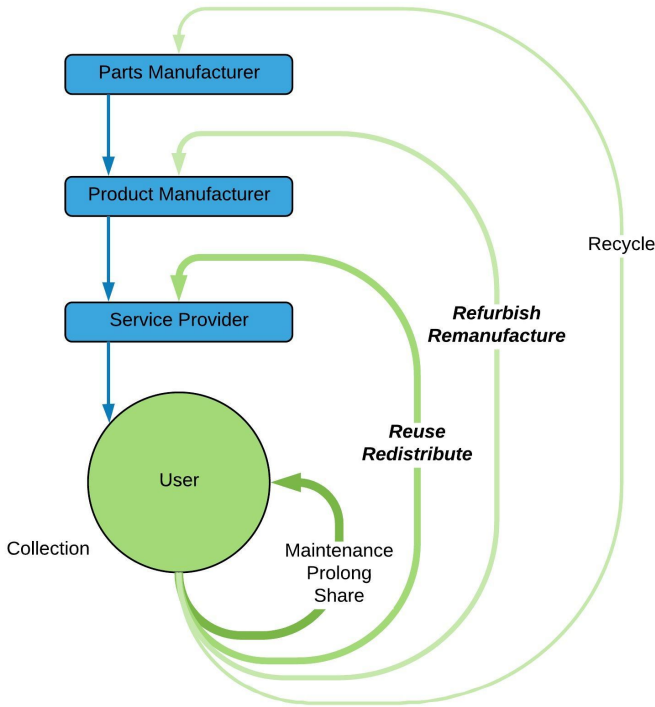 Parts Manufacturer
Product Manufacturer
Recycle
Service Provider
Refurbish
Remanufacture
Reuse
Redistribute
User
Collection
Maintenance
Prolong
Share